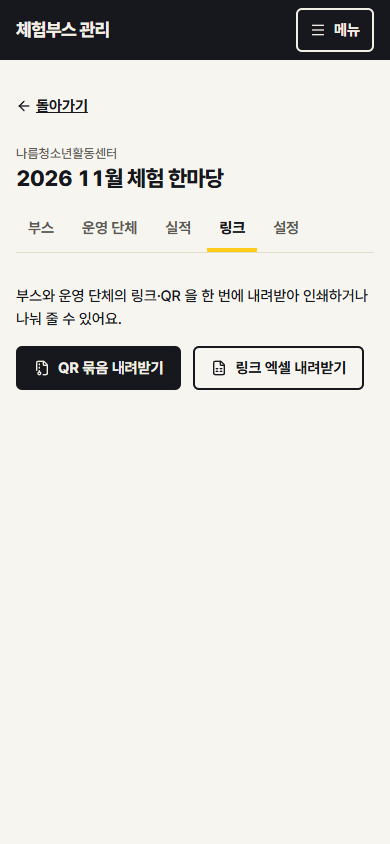 체험부스 관리
메뉴
돌아가기
나름청소년활동센터
2026 11월 체험 한마당
부스 운영 단체 실적 링크 설정
부스와 운영 단체의 링크·QR 을 한 번에 내려받아 인쇄하거나
나눠 줄 수 있어요.
QR 묶음 내려받기
링크 엑셀 내려받기